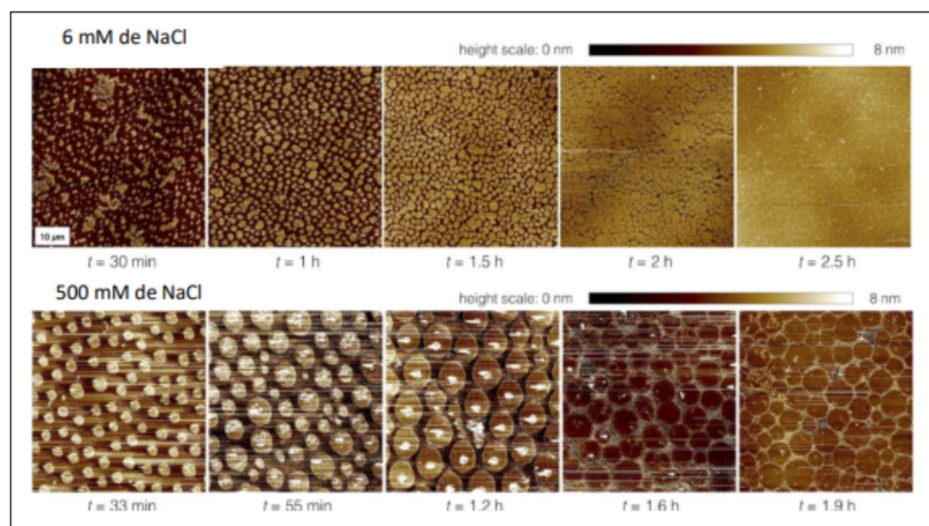 6 mM de NaCl
height scale: 0 nm 8 nm
10 µm
t = 30 min t = 1 h t = 1.5 h t = 2 h t = 2.5 h
500 mM de NaCl
height scale: 0 nm 8 nm
t = 33 min t = 55 min t = 1.2 h t = 1.6 h t = 1.9 h